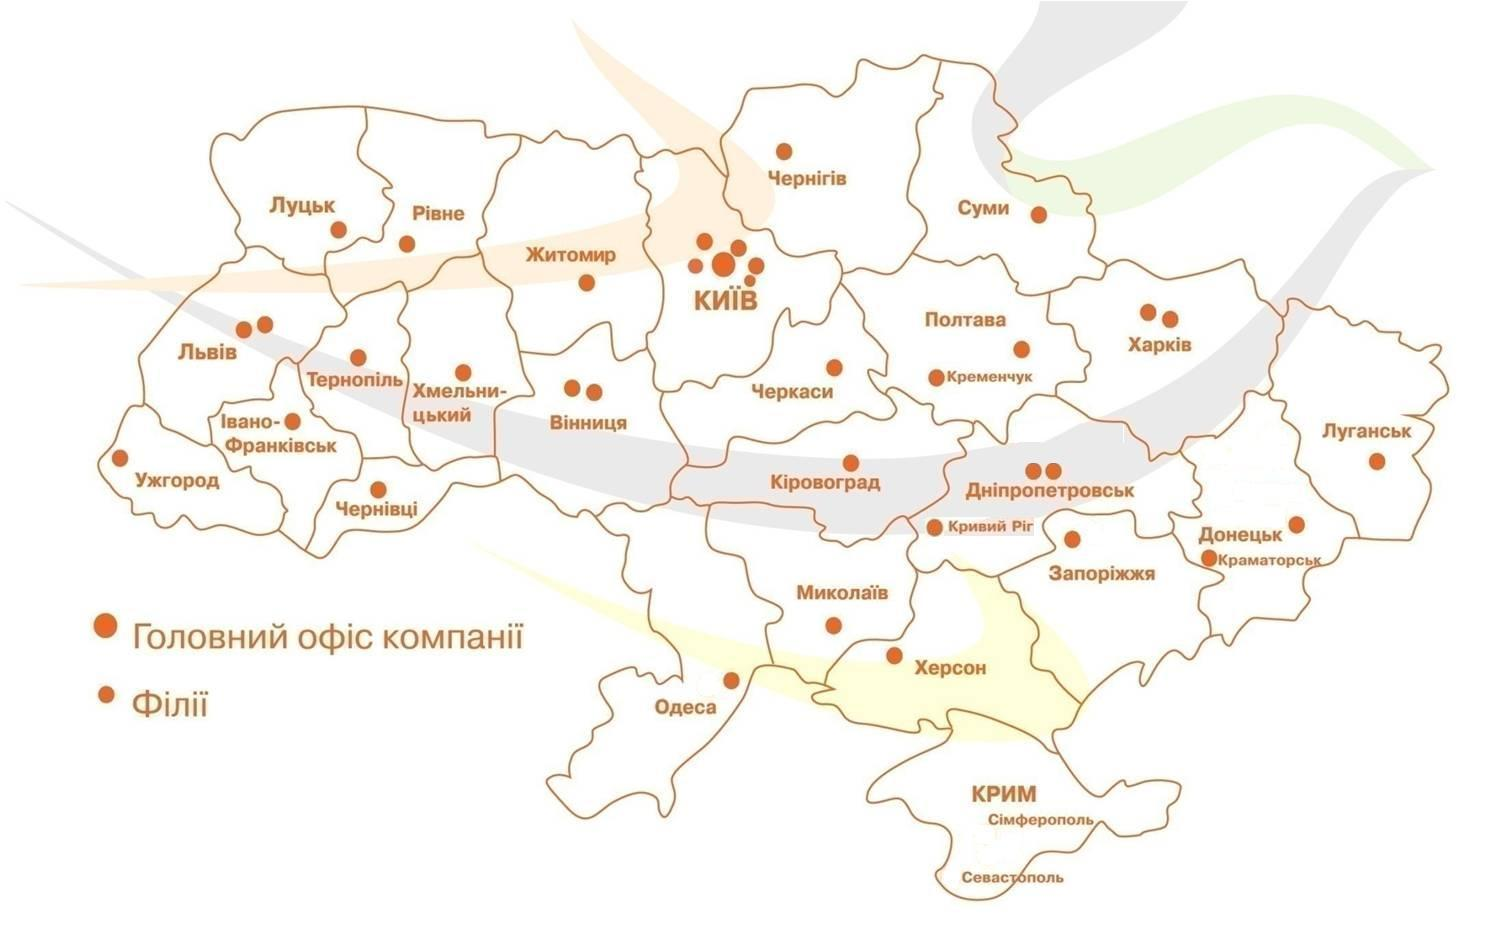 Чернігів
Луцьк
Суми
Рівне
Житомир
КИЇВ
Полтава
Харків
Львів
Тернопіль
Кременчук
Хмельни-
цький
Черкаси
Івано-
Франківськ
Вінниця
Луганськ
Ужгород
Кіровоград
Дніпропетровськ
Чернівці
Кривий Ріг
Донецьк
Краматорськ
Запоріжжя
Миколаїв
Головний офіс компанії
Херсон
Філії
Одеса
КРИМ
Сімферополь
Севастополь